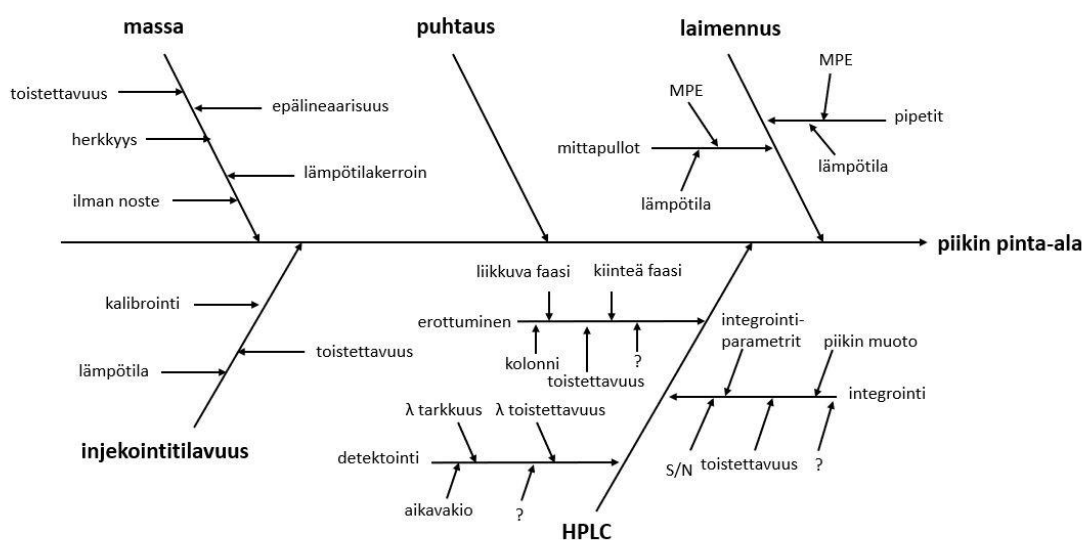 massa
puhtaus
laimennus
MPE
toistettavuus
epälineaarisuus
MPE
pipetit
herkkyys
mittapullot
lämpötilakerroin
lämpötila
ilman noste
lämpötila
piikin pinta-ala
liikkuva faasi
kiinteä faasi
kalibrointi
erottuminen
integrointi-
parametrit
piikin muoto
toistettavuus
kolonni
?
lämpötila
toistettavuus
integrointi
λ tarkkuus
λ toistettavuus
injekointitilavuus
detektointi
S/N
toistettavuus
?
aikavakio
?
HPLC